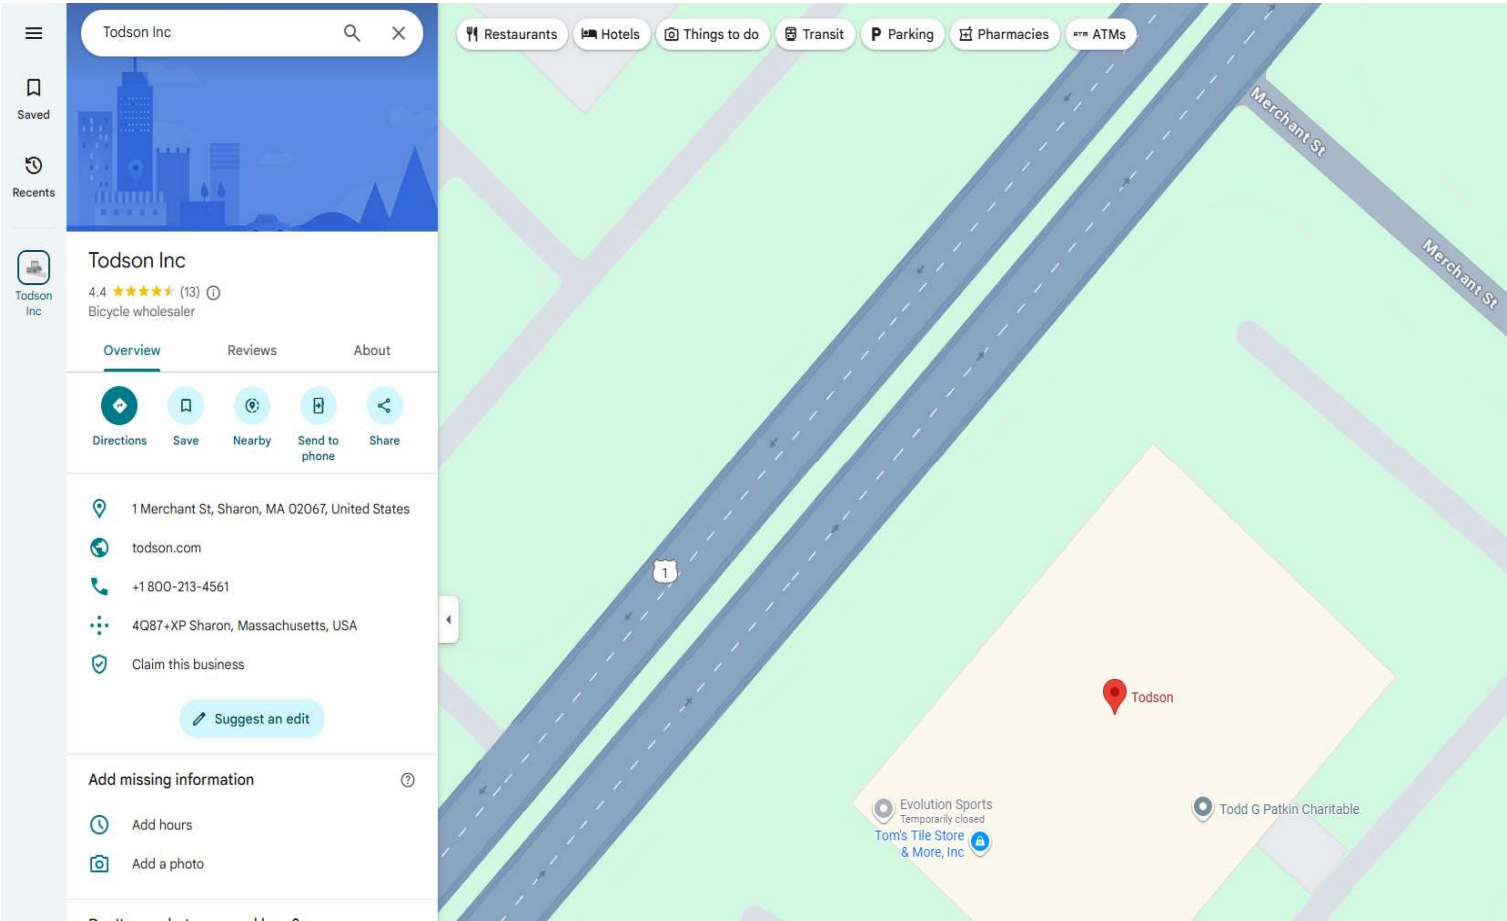 Todson Inc
Restaurants
Hotels
Things to do
Transit
Parking
Pharmacies
ATM ATMs
Saved
Recents
Todson
Inc
Todson Inc
4.4 (13)
Bicycle wholesaler
Overview
Reviews
About
Directions
Save
Nearby
Send to
phone
Share
1 Merchant St, Sharon, MA 02067, United States
todson.com
+1 800-213-4561
4Q87+XP Sharon, Massachusetts, USA
Claim this business
Suggest an edit
Add missing information
Add hours
Add a photo
Merchant St
Merchant St
1
Todson
Evolution Sports
Temporarily closed
Tom's Tile Store
& More, Inc
Todd G Patkin Charitable